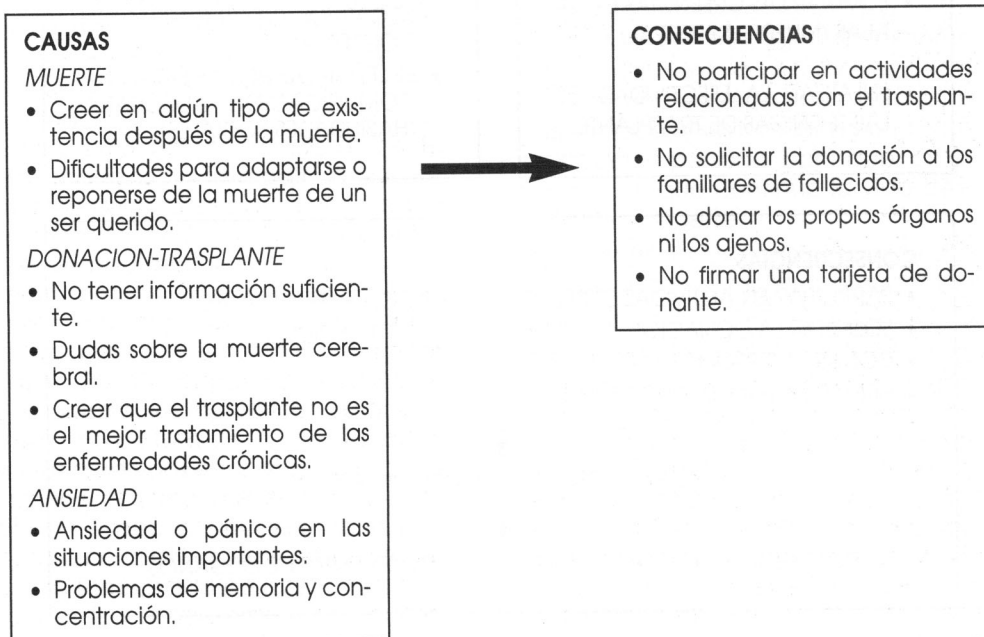 CAUSAS
MUERTE
• Creer en algún tipo de exis-
tencia después de la muerte.
• Dificultades para adaptarse o
reponerse de la muerte de un
ser querido.
DONACION-TRASPLANTE
• No tener información suficien-
te.
• Dudas sobre la muerte cere-
bral.
• Creer que el trasplante no es
el mejor tratamiento de las
enfermedades crónicas.
ANSIEDAD
• Ansiedad o pánico en las
situaciones importantes.
• Problemas de memoria y con-
centración.
CONSECUENCIAS
• No participar en actividades
relacionadas con el trasplan-
te.
• No solicitar la donación a los
familiares de fallecidos.
• No donar los propios órganos
ni los ajenos.
• No firmar una tarjeta de do-
nante.